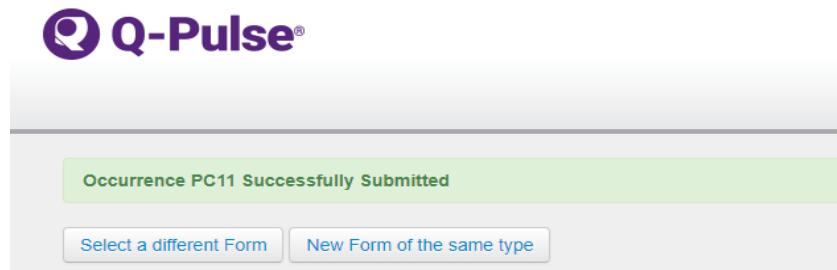 Q-Pulse®
Occurrence PC11 Successfully Submitted
Select a different Form New Form of the same type